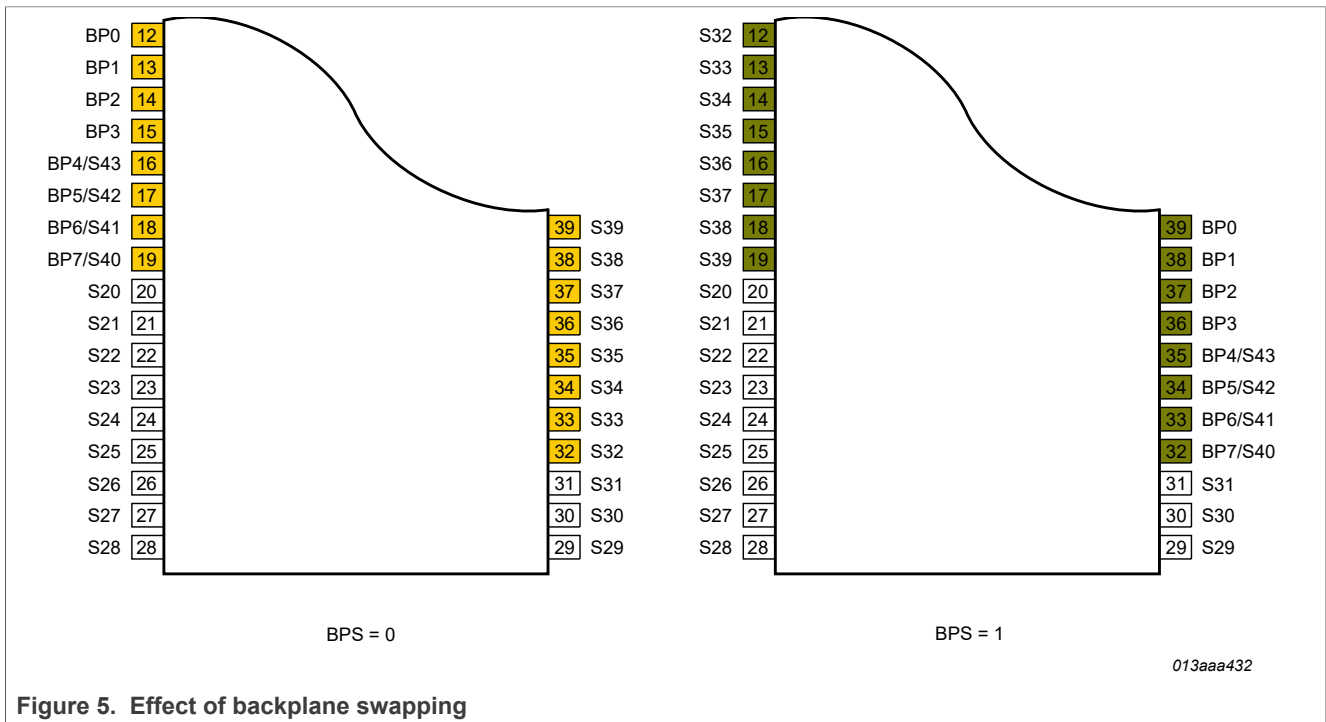 BP0 12
BP1 13
BP2 14
BP3 15
BP4/S43 16
BP5/S42 17
BP6/S41 18
BP7/S40 19
S20 20
S21 21
S22 22
S23 23
S24 24
S25 25
S26 26
S27 27
S28 28
39 S39
38 S38
37 S37
36 S36
35 S35
34 S34
33 S33
32 S32
31 S31
30 S30
29 S29
BPS = 0
S32 12
S33 13
S34 14
S35 15
S36 16
S37 17
S38 18
S39 19
S20 20
S21 21
S22 22
S23 23
S24 24
S25 25
S26 26
S27 27
S28 28
39 BP0
38 BP1
37 BP2
36 BP3
35 BP4/S43
34 BP5/S42
33 BP6/S41
32 BP7/S40
31 S31
30 S30
29 S29
BPS = 1
013aaa432
Figure 5. Effect of backplane swapping